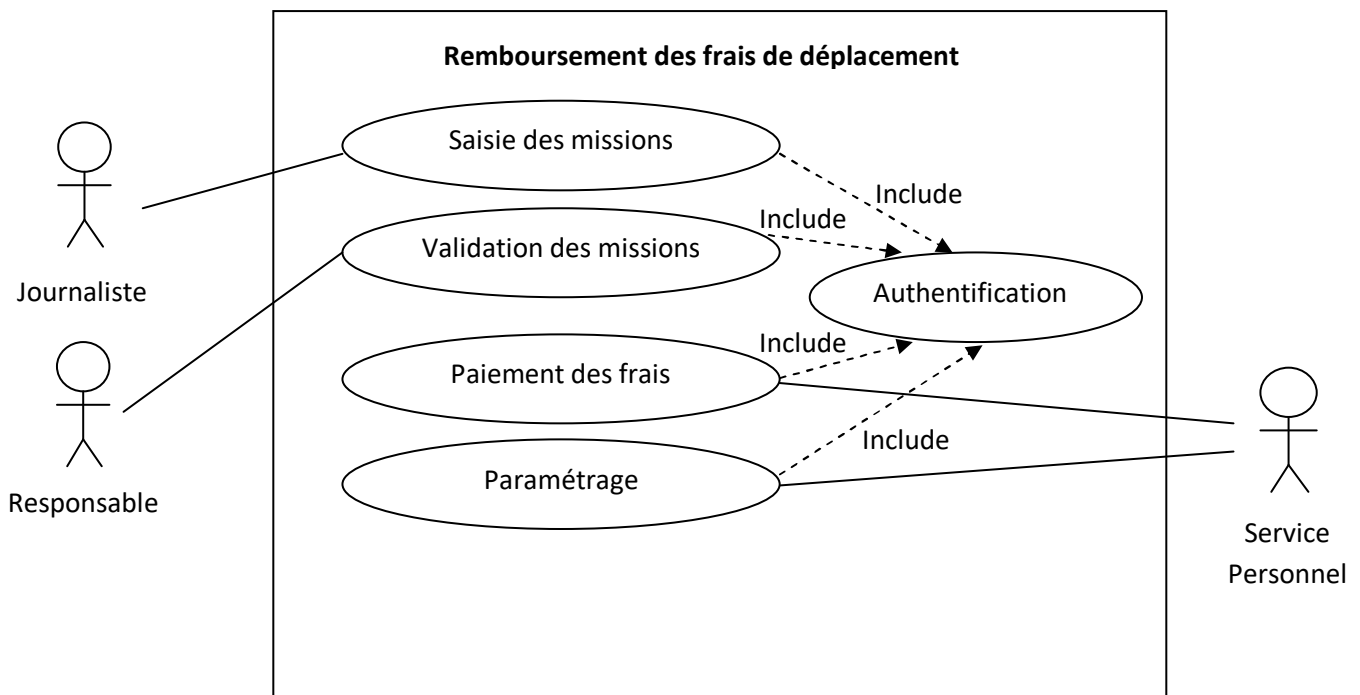 Remboursement des frais de déplacement
Saisie des missions
Include
Include
Validation des missions
Journaliste
Authentification
Include
Paiement des frais
Include
Paramétrage
Responsable
Service
Personnel